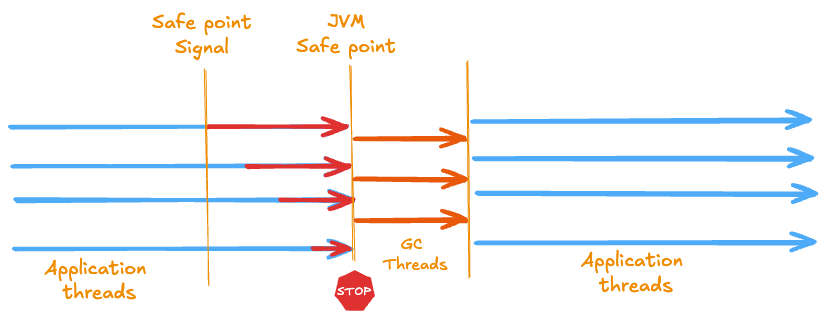 Safe point
Signal
JVM
Safe point
Application
threads
GC
Threads
STOP
Application
threads